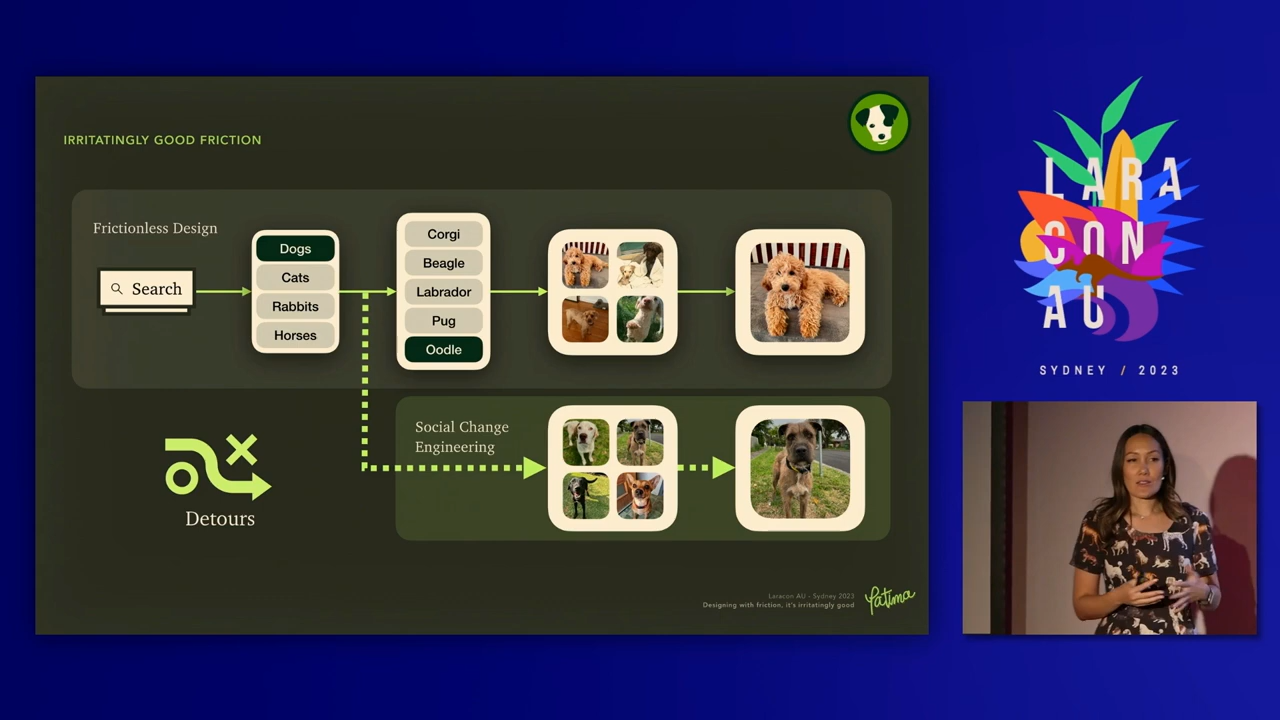 IRRITATINGLY GOOD FRICTION
Frictionless Design
Search
Dogs
Cats
Rabbits
Horses
Corgi
Beagle
Labrador
Pug
Oodle
Social Change
Engineering
Detours
Laracon AU - Sydney 2023
Designing with friction, it's irritatingly good
Yatima
LARA
CON
AU
SYDNEY / 2023